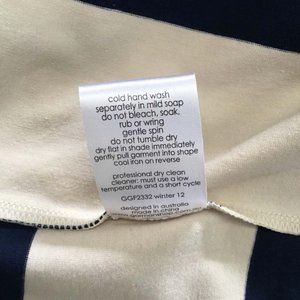 cold hand wash
separately in mild soap
do not bleach, soak,
rub or wring
gentle spin
do not tumble dry
dry flat in shade immediately
gently pull garment into shape
cool iron on reverse
professional dry clean
cleaner: must use a low
temperature and a short cycle
GGF2332 winter 12
designed in australia
made in china